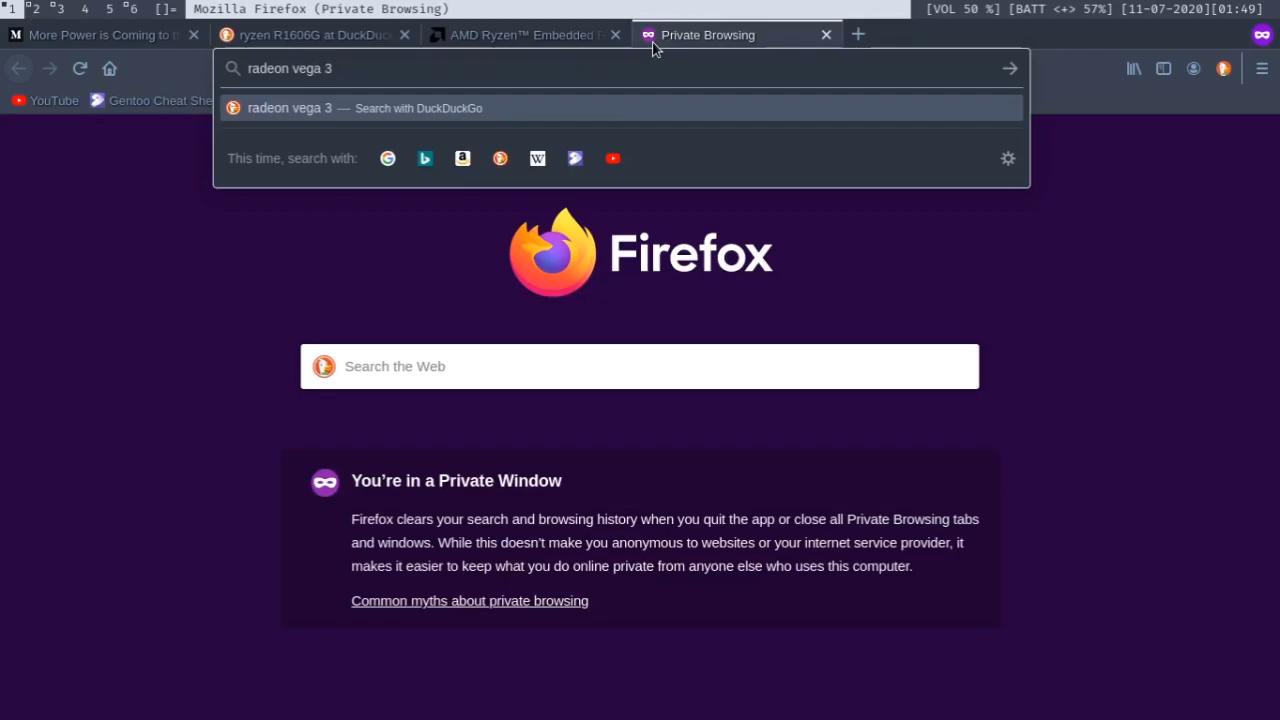 1 2 3 4 5 6 []= Mozilla Firefox (Private Browsing) [VOL 50 %] [BATT <+> 57%] [11-07-2020][01:49]
More Power is Coming to th
ryzen R1606G at DuckDuc
AMD Ryzen™ Embedded R
Private Browsing
radeon vega 3
YouTube
Gentoo Cheat She
radeon vega 3 — Search with DuckDuckGo
This time, search with:
Firefox
Search the Web
You're in a Private Window
Firefox clears your search and browsing history when you quit the app or close all Private Browsing tabs
and windows. While this doesn't make you anonymous to websites or your internet service provider, it
makes it easier to keep what you do online private from anyone else who uses this computer.
Common myths about private browsing